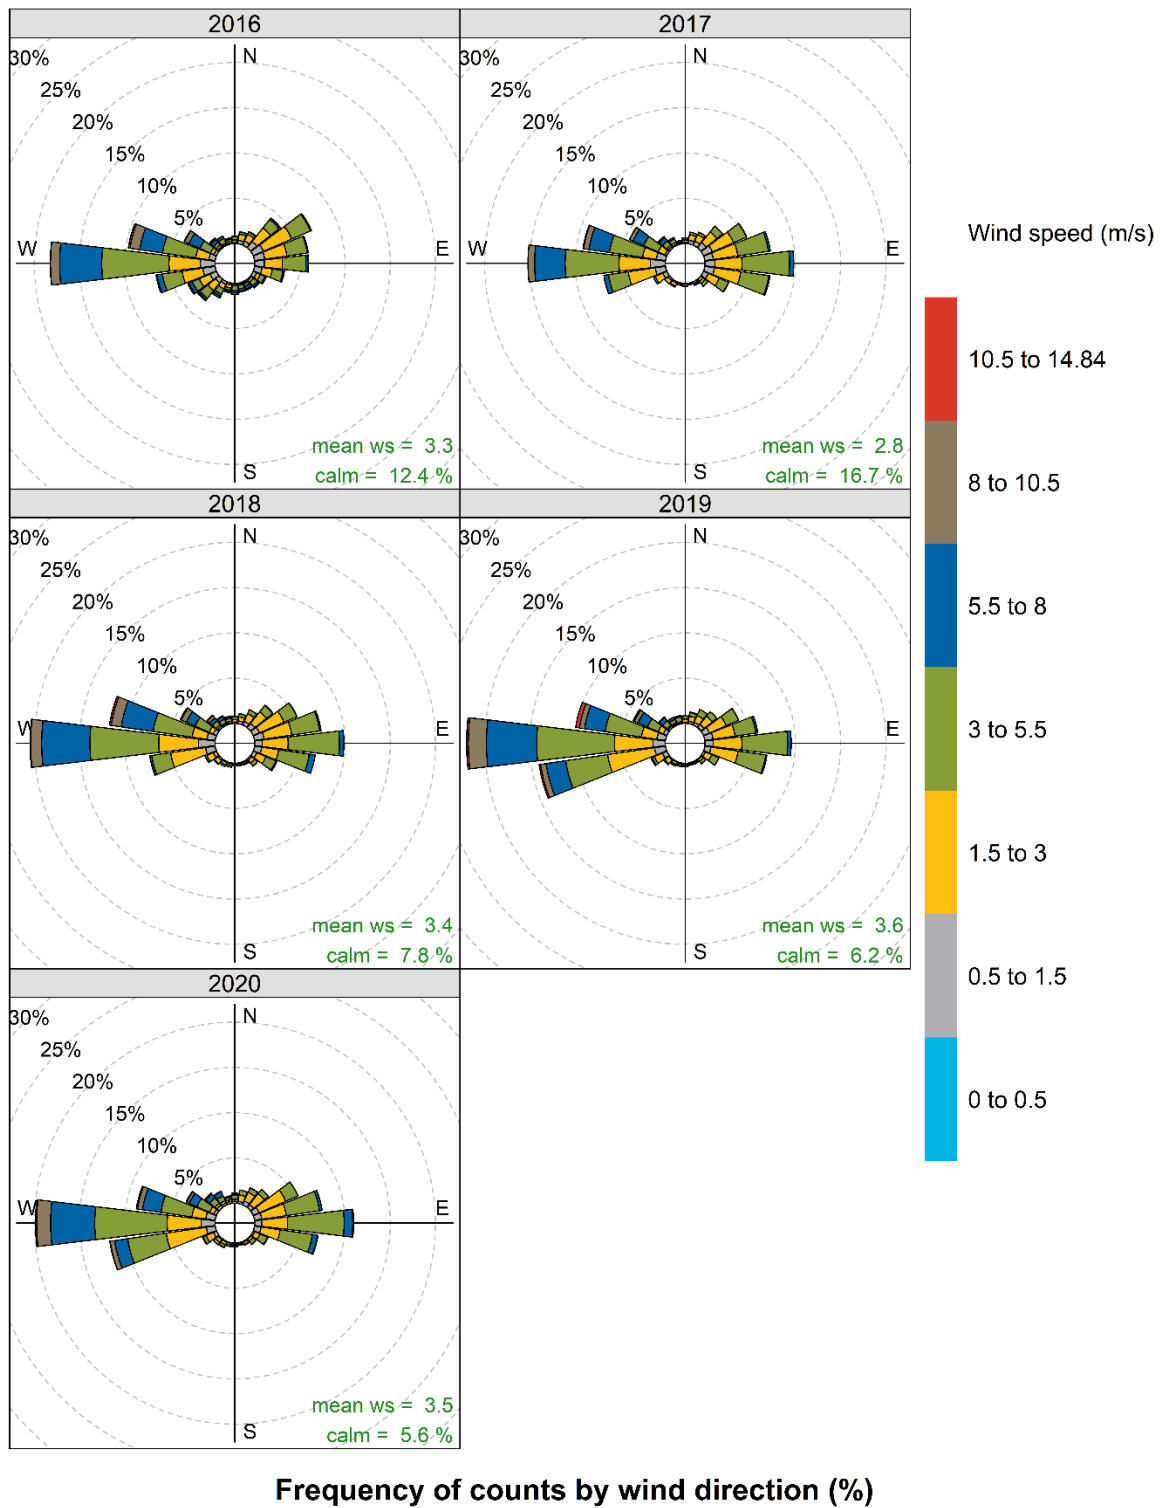 2016
30%
25%
20%
15%
10%
5%
N
W
E
S
mean ws = 3.3
calm = 12.4 %
2017
30%
25%
20%
15%
10%
5%
N
W
E
S
mean ws = 2.8
calm = 16.7 %
2018
30%
25%
20%
15%
10%
5%
N
W
E
S
mean ws = 3.4
calm = 7.8 %
2019
30%
25%
20%
15%
5%
N
W
E
S
mean ws = 3.6
calm = 6.2 %
2020
30%
25%
20%
15%
10%
5%
N
W
E
S
mean ws = 3.5
calm = 5.6 %
Wind speed (m/s)
10.5 to 14.84
8 to 10.5
5.5 to 8
3 to 5.5
1.5 to 3
0.5 to 1.5
0 to 0.5
Frequency of counts by wind direction (%)